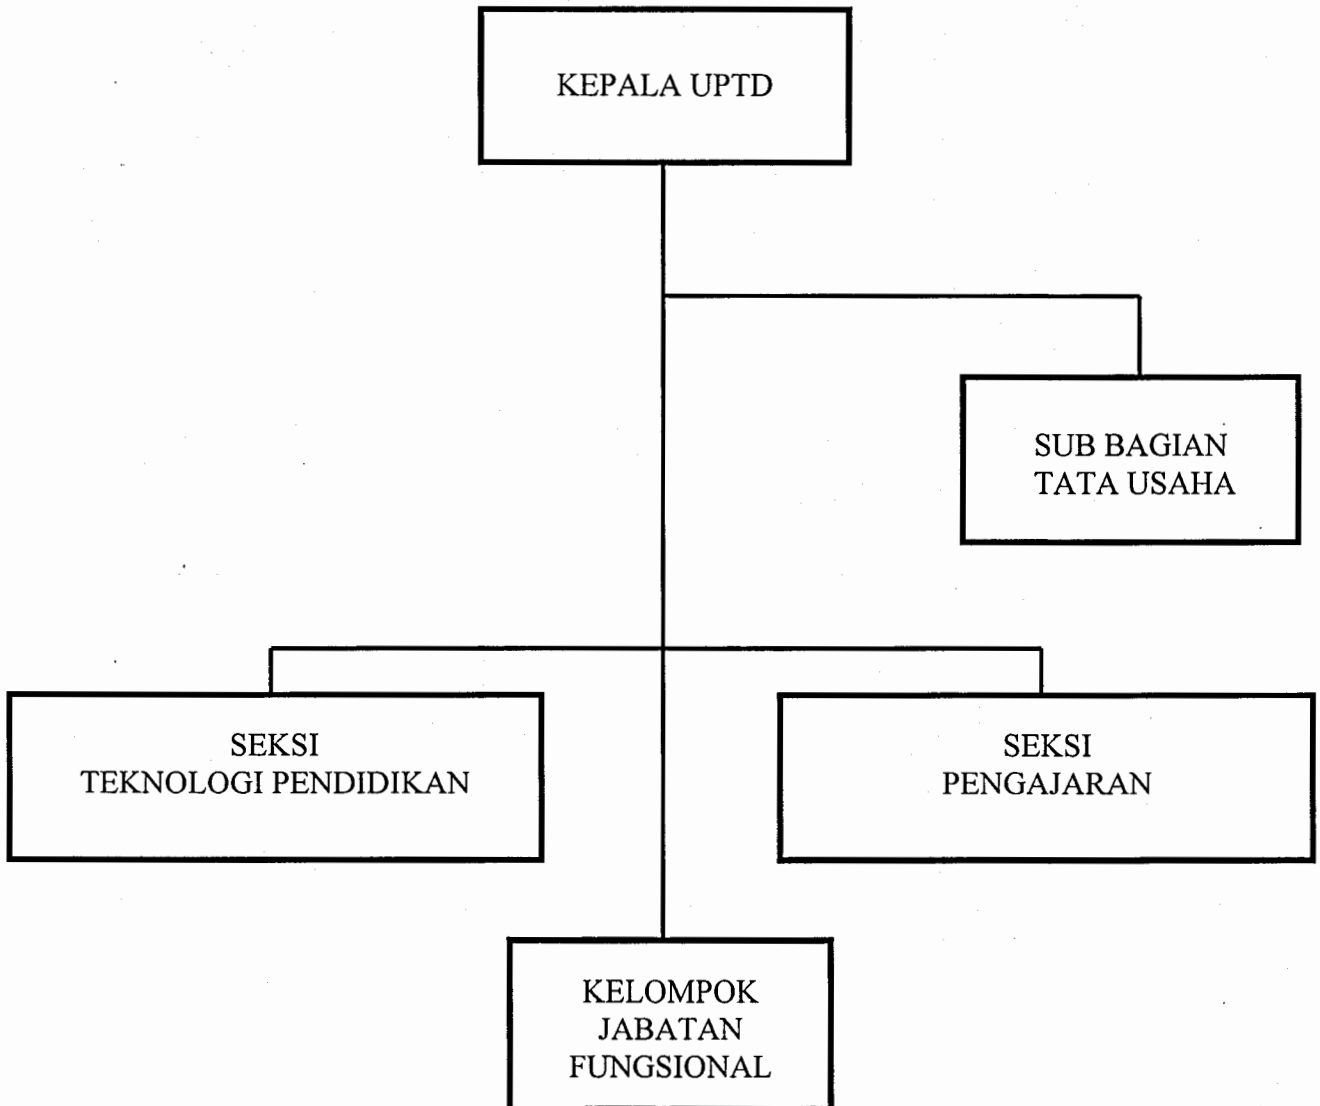 KEPALA UPTD
SUB BAGIAN
TATA USAHA
SEKSI
TEKNOLOGI PENDIDIKAN
SEKSI
PENGAJARAN
KELOMPOK
JABATAN
FUNGSIONAL